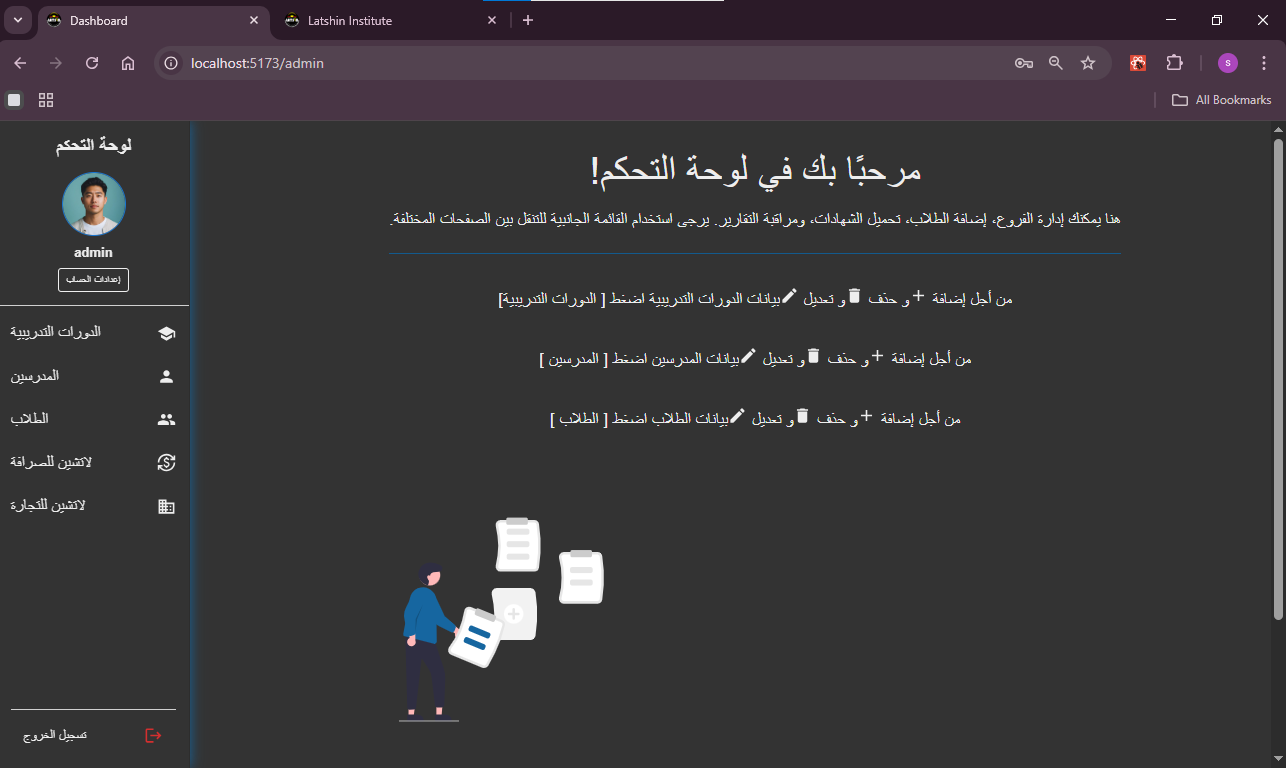 Dashboard
Latshin Institute
localhost:5173/admin
s
All Bookmarks
لوحة التحكم
admin
إعدادات الحساب
الدورات التدريبية
المدرسين
الطلاب
لاتشين للصرافة
لاتشين للتجارة
تسجيل الخروج
مرحبًا بك في لوحة التحكم!
هنا يمكنك إدارة الفروع، إضافة الطلاب، تحميل الشهادات، ومراقبة التقارير. يرجى استخدام القائمة الجانبية للتنقل بين الصفحات المختلفة.
من أجل إضافة + و حذف و تعديل بيانات الدورات التدريبية اضغط [ الدورات التدريبية]
من أجل إضافة + و حذف و تعديل بيانات المدرسين اضغط [ المدرسين ]
من أجل إضافة + و حذف و تعديل بيانات الطلاب اضغط [ الطلاب ]